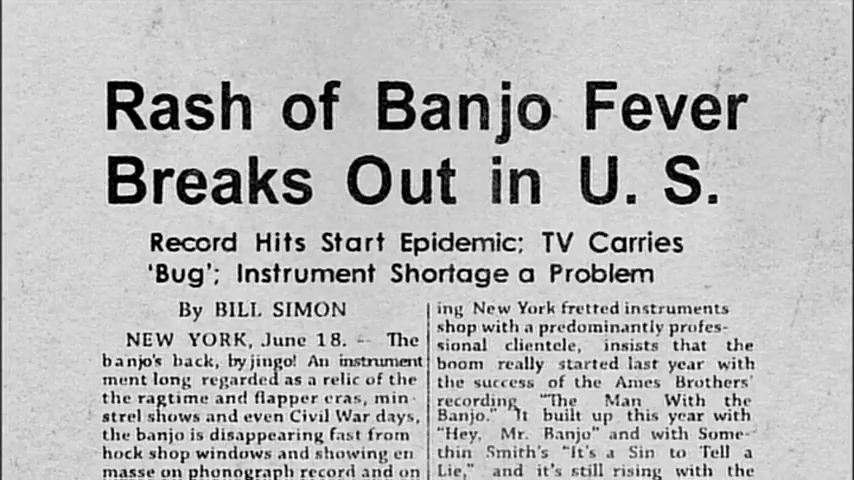 Rash of Banjo Fever
Breaks Out in U. S.
Record Hits Start Epidemic; TV Carries
'Bug'; Instrument Shortage a Problem
By BILL SIMON
NEW YORK, June 18. — The
banjo's back, by jingo! An instrument
ment long regarded as a relic of the
the ragtime and flapper eras, min-
strel shows and even Civil War days,
the banjo is disappearing fast from
hock shop windows and showing en
masse on phonograph record and on
ing New York fretted instruments
shop with a predominantly profes-
sional clientele, insists that the
boom really started last year with
the success of the Ames Brothers'
recording "The Man With the
Banjo." It built up this year with
"Hey, Mr. Banjo" and with Some-
thin Smith's "It's a Sin to Tell a
Lie," and it's still rising with the